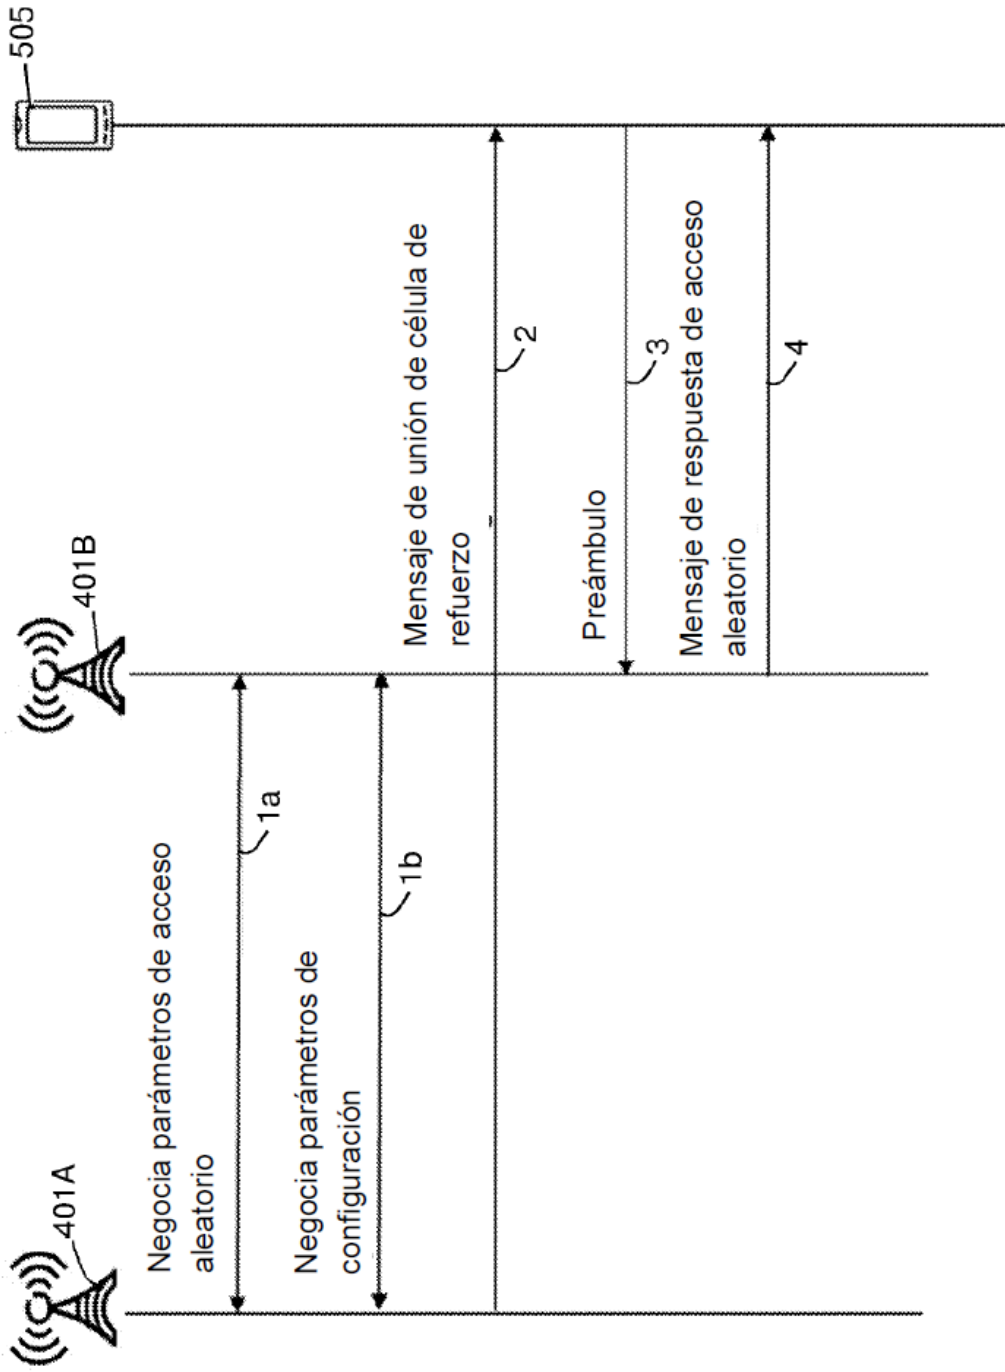 401A
401B
505
Negocia parámetros de acceso
aleatorio
1a
Negocia parámetros de
configuración
1b
Mensaje de unión de célula de
refuerzo
2
Preámbulo
3
Mensaje de respuesta de acceso
aleatorio
4